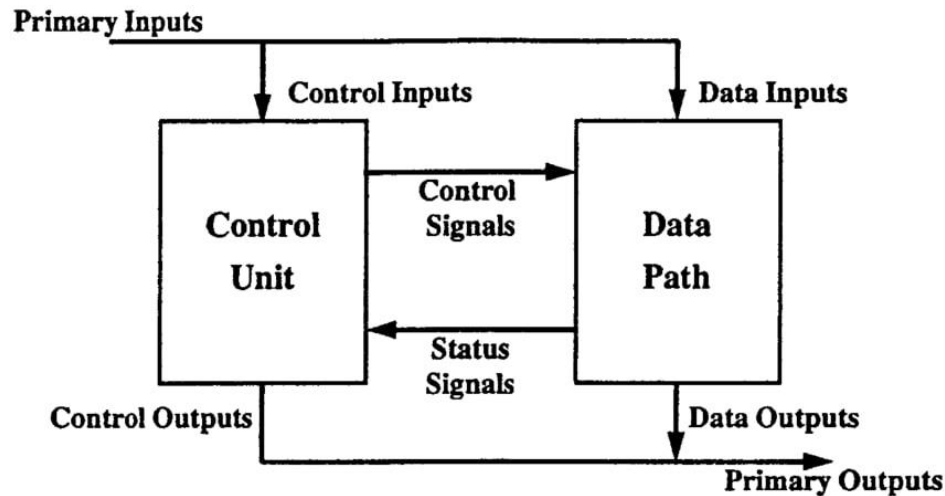 Primary Inputs
Control Inputs
Data Inputs
Control
Signals
Control
Unit
Data
Path
Status
Signals
Control Outputs
Data Outputs
Primary Outputs